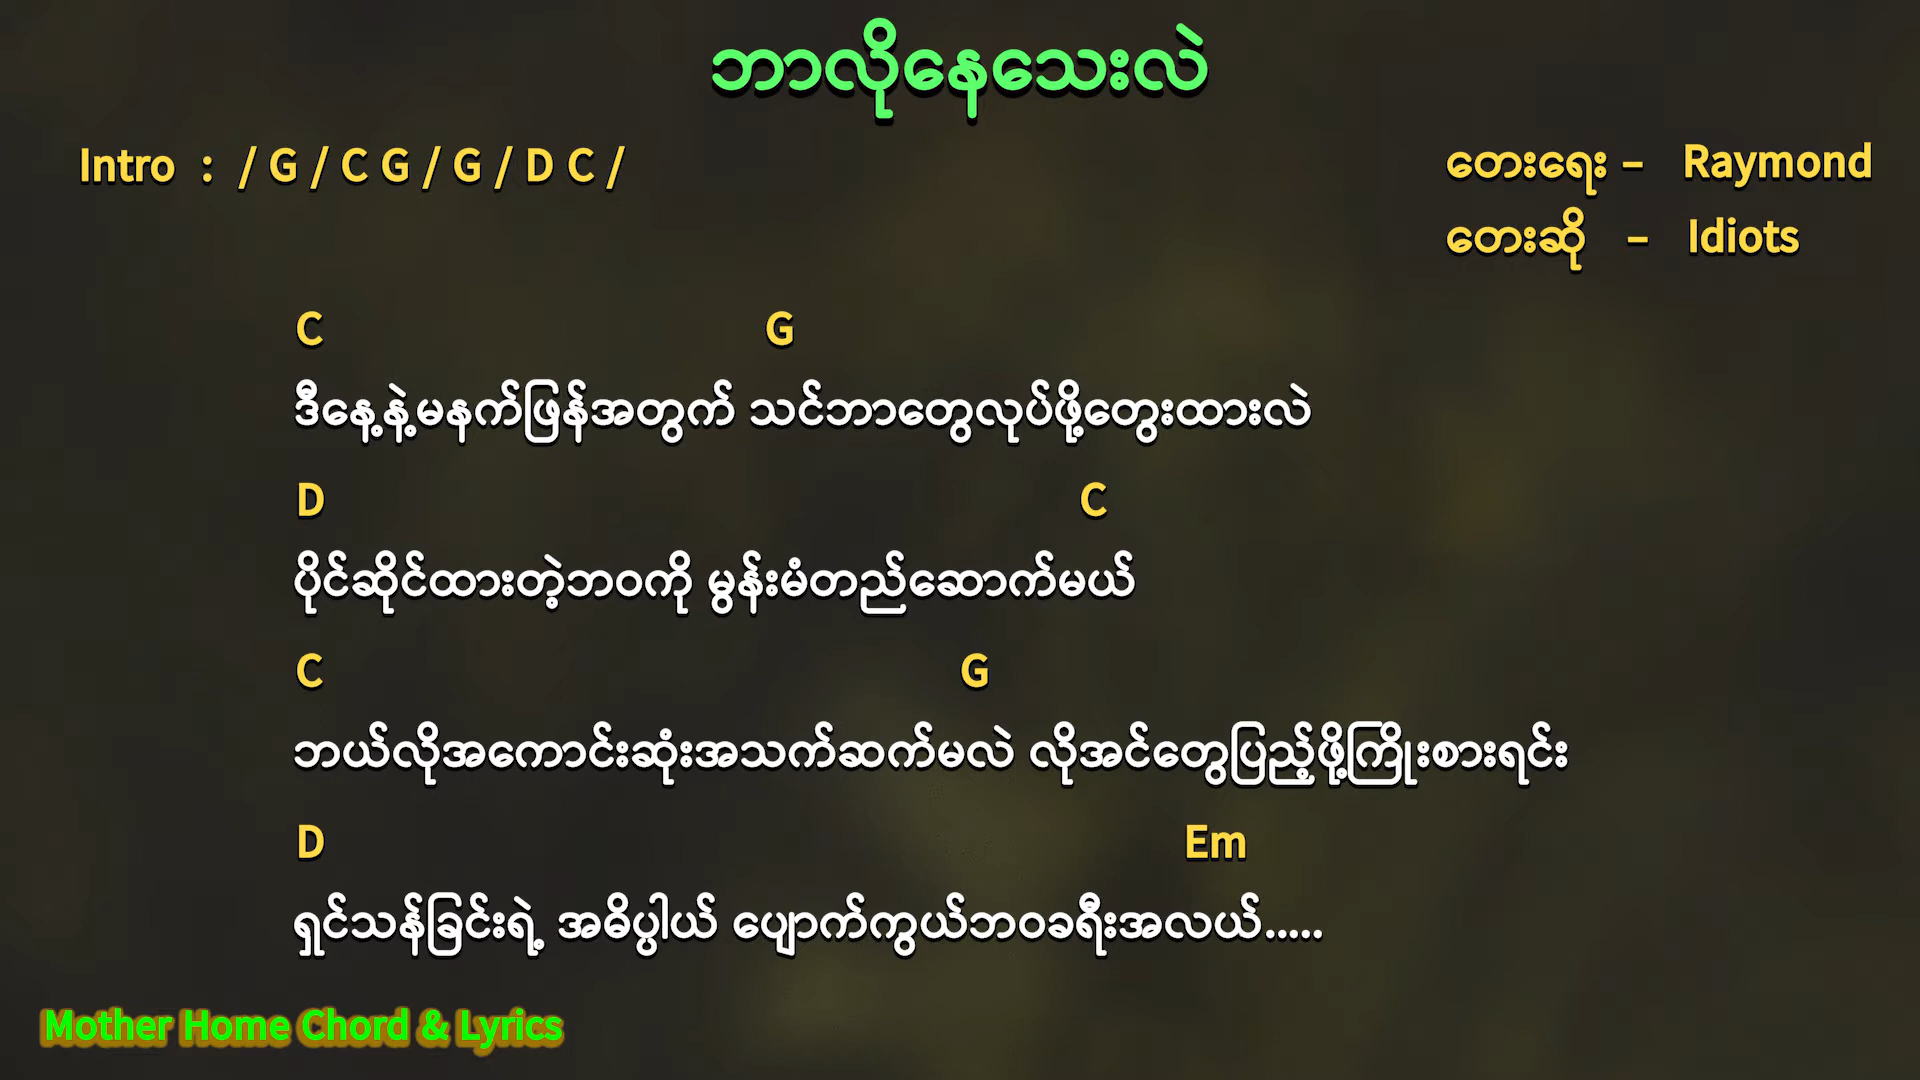 ဘာလိုနေသေးလဲ
Intro : / G / C G / G / D C /
တေးရေး – Raymond
တေးဆို – Idiots
C G
ဒီနေ့နဲ့မနက်ဖြန်အတွက် သင်ဘာတွေလုပ်ဖို့တွေးထားလဲ
D C
ပိုင်ဆိုင်ထားတဲ့ဘဝကို မွန်းမံတည်ဆောက်မယ်
C G
ဘယ်လိုအကောင်းဆုံးအသက်ဆက်မလဲ လိုအင်တွေပြည့်ဖို့ကြိုးစားရင်း
D Em
ရှင်သန်ခြင်းရဲ့ အဓိပ္ပါယ် ပျောက်ကွယ်ဘဝခရီးအလယ်.....
Mother Home Chord & Lyrics